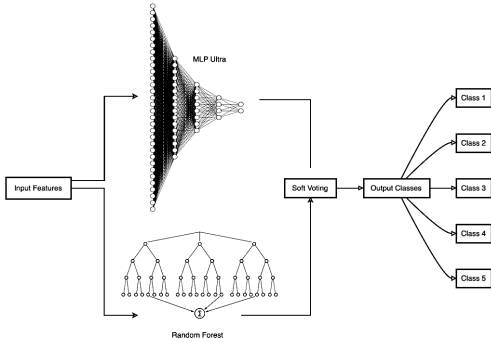 MLP Ultra
Class 1
Class 2
Input Features
Soft Voting
Output Classes
Class 3
Class 4
Class 5
Σ
Random Forest